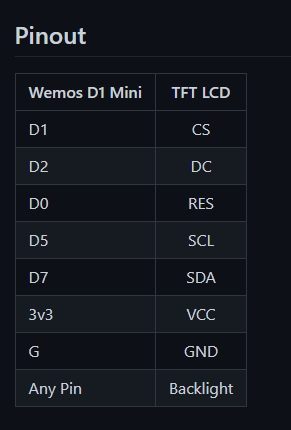 Pinout
Wemos D1 Mini TFT LCD
D1 CS
D2 DC
D0 RES
D5 SCL
D7 SDA
3v3 VCC
G GND
Any Pin Backlight